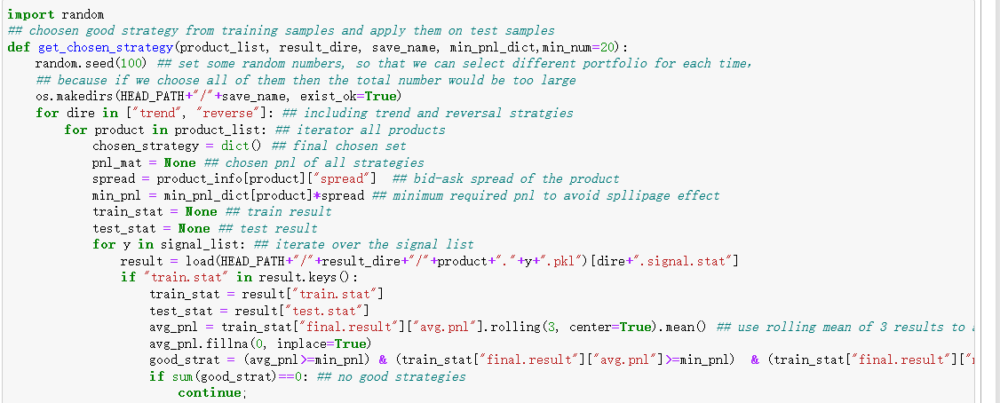 import random
## choosen good strategy from training samples and apply them on test samples
def get_chosen_strategy(product_list, result_dire, save_name, min_pnl_dict,min_num=20):
    random.seed(100) ## set some random numbers, so that we can select different portfolio for each time,
    ## because if we choose all of them then the total number would be too large
    os.makedirs(HEAD_PATH+"/"+save_name, exist_ok=True)
    for dire in ["trend", "reverse"]: ## including trend and reversal stratgies
        for product in product_list: ## iterator all products
            chosen_strategy = dict() ## final chosen set
            pnl_mat = None ## chosen pnl of all strategies
            spread = product_info[product]["spread"]  ## bid-ask spread of the product
            min_pnl = min_pnl_dict[product]*spread ## minimum required pnl to avoid spllipage effect
            train_stat = None ## train result
            test_stat = None ## test result
            for y in signal_list: ## iterate over the signal list
                result = load(HEAD_PATH+"/"+result_dire+"/"+product+"."+y+".pkl")[dire+".signal.stat"]
                if "train.stat" in result.keys():
                    train_stat = result["train.stat"]
                    test_stat = result["test.stat"]
                    avg_pnl = train_stat["final.result"]["avg.pnl"].rolling(3, center=True).mean() ## use rolling mean of 3 results to
                    avg_pnl.fillna(0, inplace=True)
                    good_strat = (avg_pnl>=min_pnl) & (train_stat["final.result"]["avg.pnl"]>=min_pnl)  & (train_stat["final.result"]["
                    if sum(good_strat)==0: ## no good strategies
                        continue;